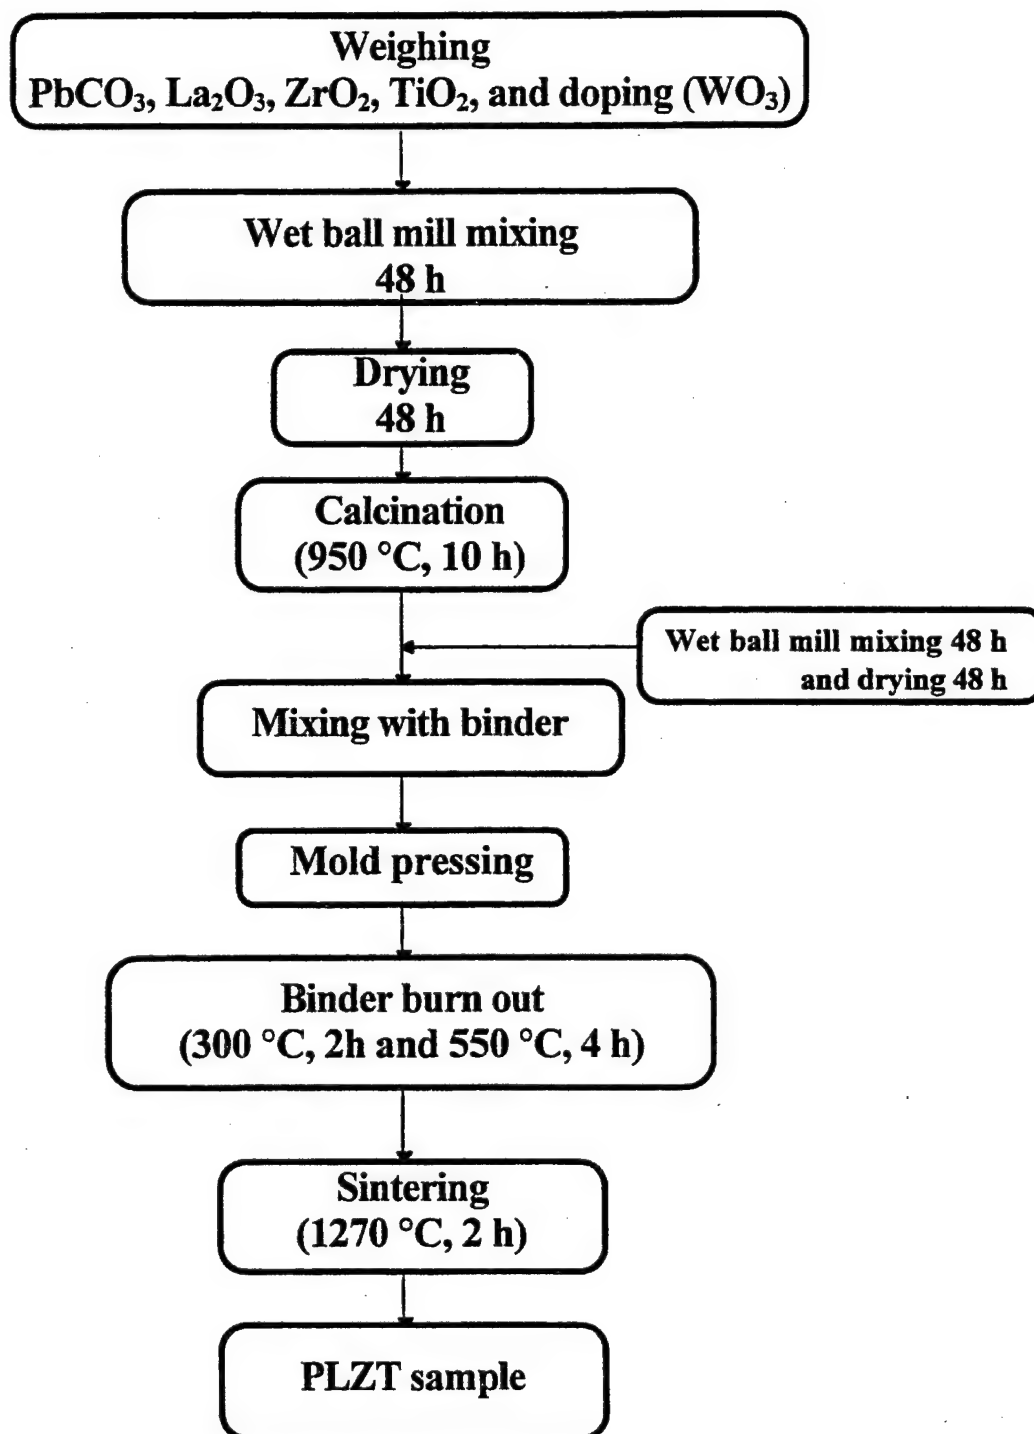 Weighing
PbCO₃, La₂O₃, ZrO₂, TiO₂, and doping (WO₃)
Wet ball mill mixing
48 h
Drying
48 h
Calcination
(950 °C, 10 h)
Wet ball mill mixing 48 h
and drying 48 h
Mixing with binder
Mold pressing
Binder burn out
(300 °C, 2h and 550 °C, 4 h)
Sintering
(1270 °C, 2 h)
PLZT sample